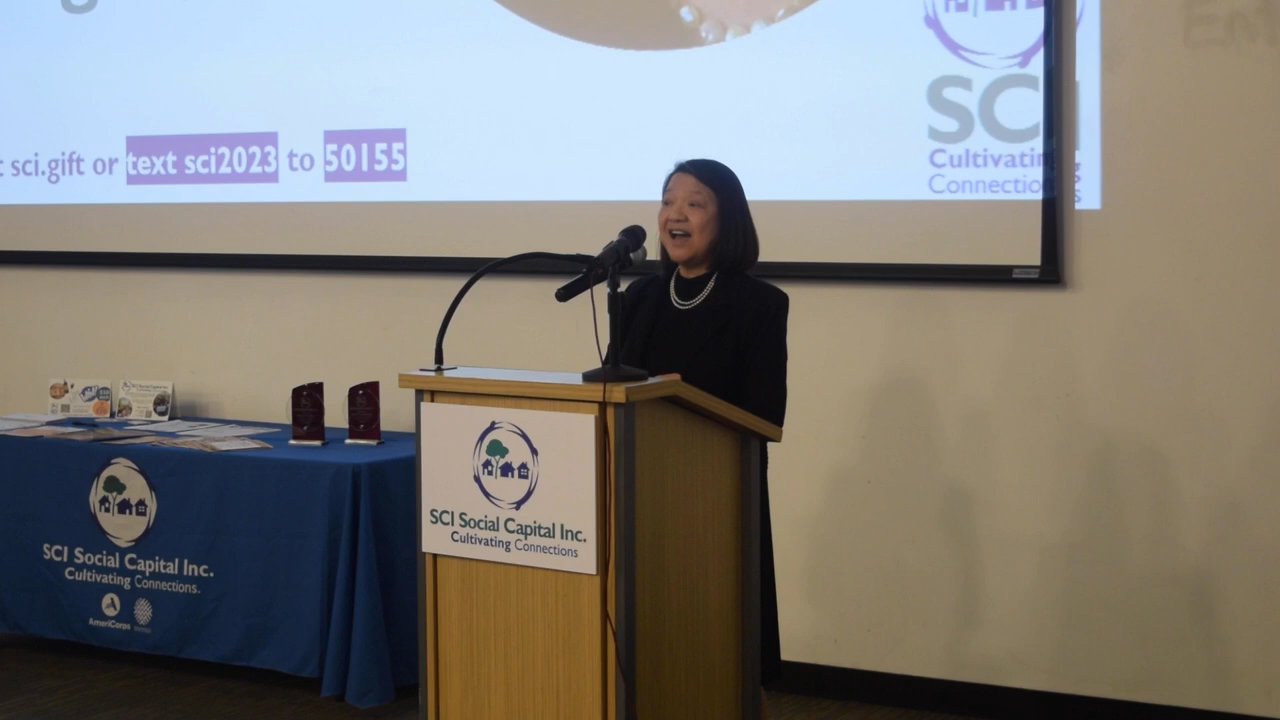 t sci.gift or text sci2023 to 50155
SCI
Cultivating
Connections
SCI Social Capital Inc.
Cultivating Connections
SCI Social Capital Inc.
Cultivating Connections.
AmeriCorps